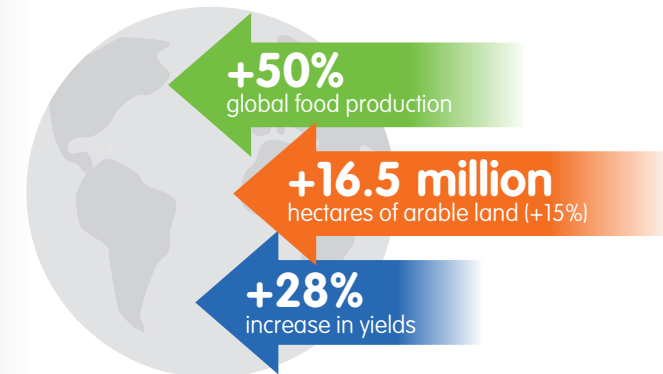 +50%
global food production
+16.5 million
hectares of arable land (+15%)
+28%
increase in yields